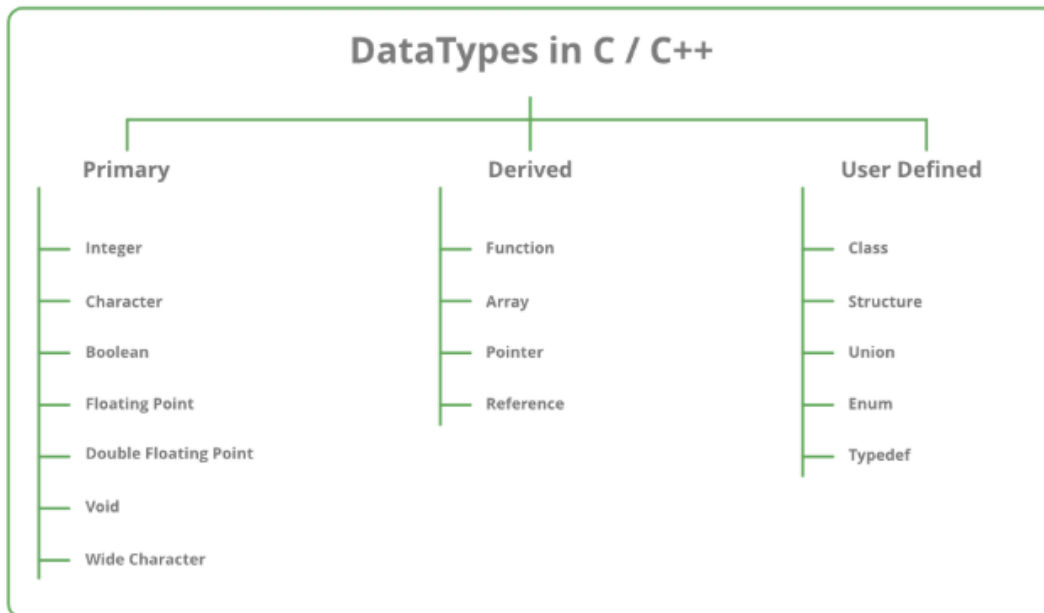 DataTypes in C / C++
Primary
Integer
Character
Boolean
Floating Point
Double Floating Point
Void
Wide Character
Derived
Function
Array
Pointer
Reference
User Defined
Class
Structure
Union
Enum
Typedef